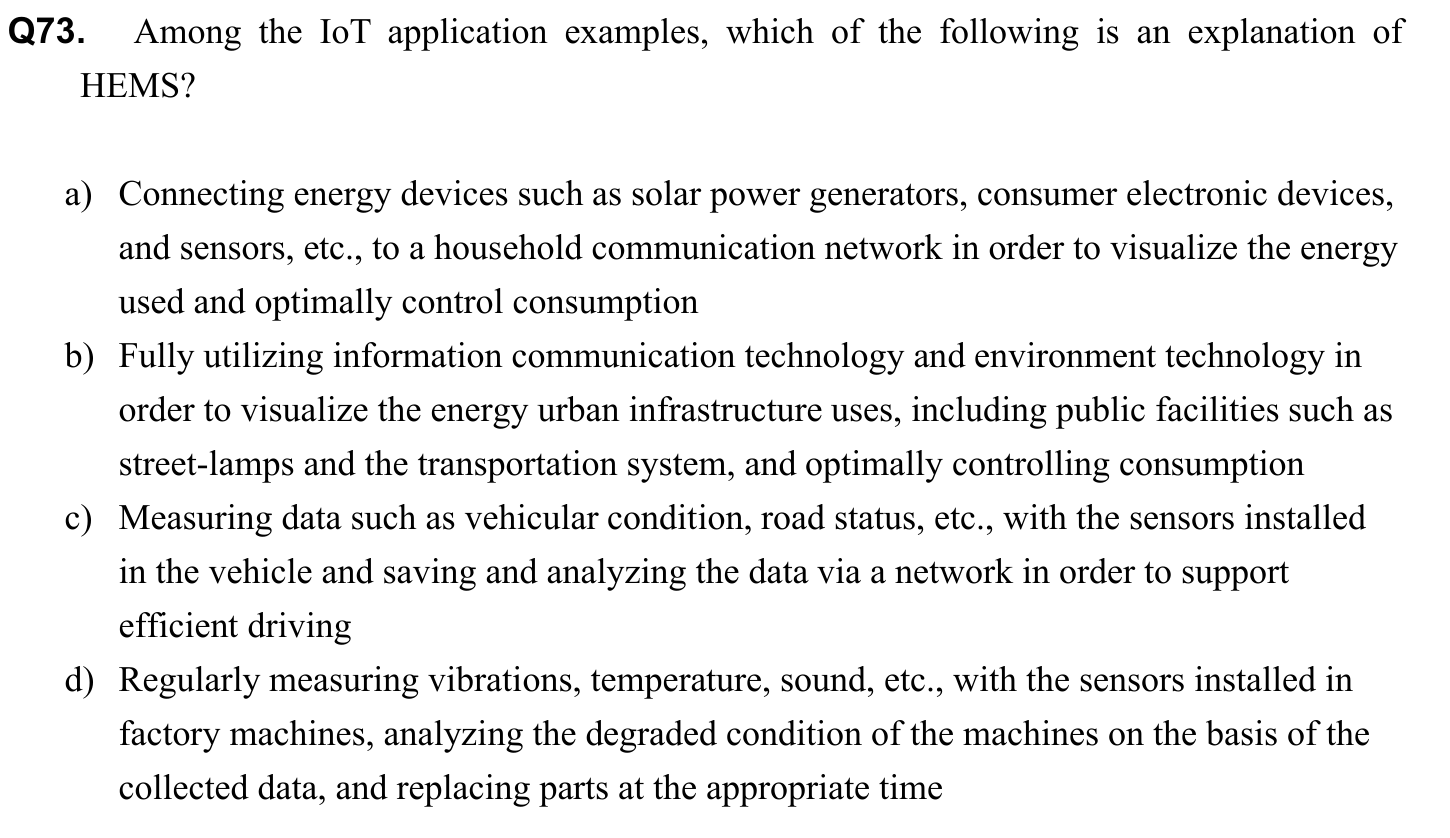 Q73. Among the IoT application examples, which of the following is an explanation of
HEMS?
a) Connecting energy devices such as solar power generators, consumer electronic devices,
and sensors, etc., to a household communication network in order to visualize the energy
used and optimally control consumption
b) Fully utilizing information communication technology and environment technology in
order to visualize the energy urban infrastructure uses, including public facilities such as
street-lamps and the transportation system, and optimally controlling consumption
c) Measuring data such as vehicular condition, road status, etc., with the sensors installed
in the vehicle and saving and analyzing the data via a network in order to support
efficient driving
d) Regularly measuring vibrations, temperature, sound, etc., with the sensors installed in
factory machines, analyzing the degraded condition of the machines on the basis of the
collected data, and replacing parts at the appropriate time